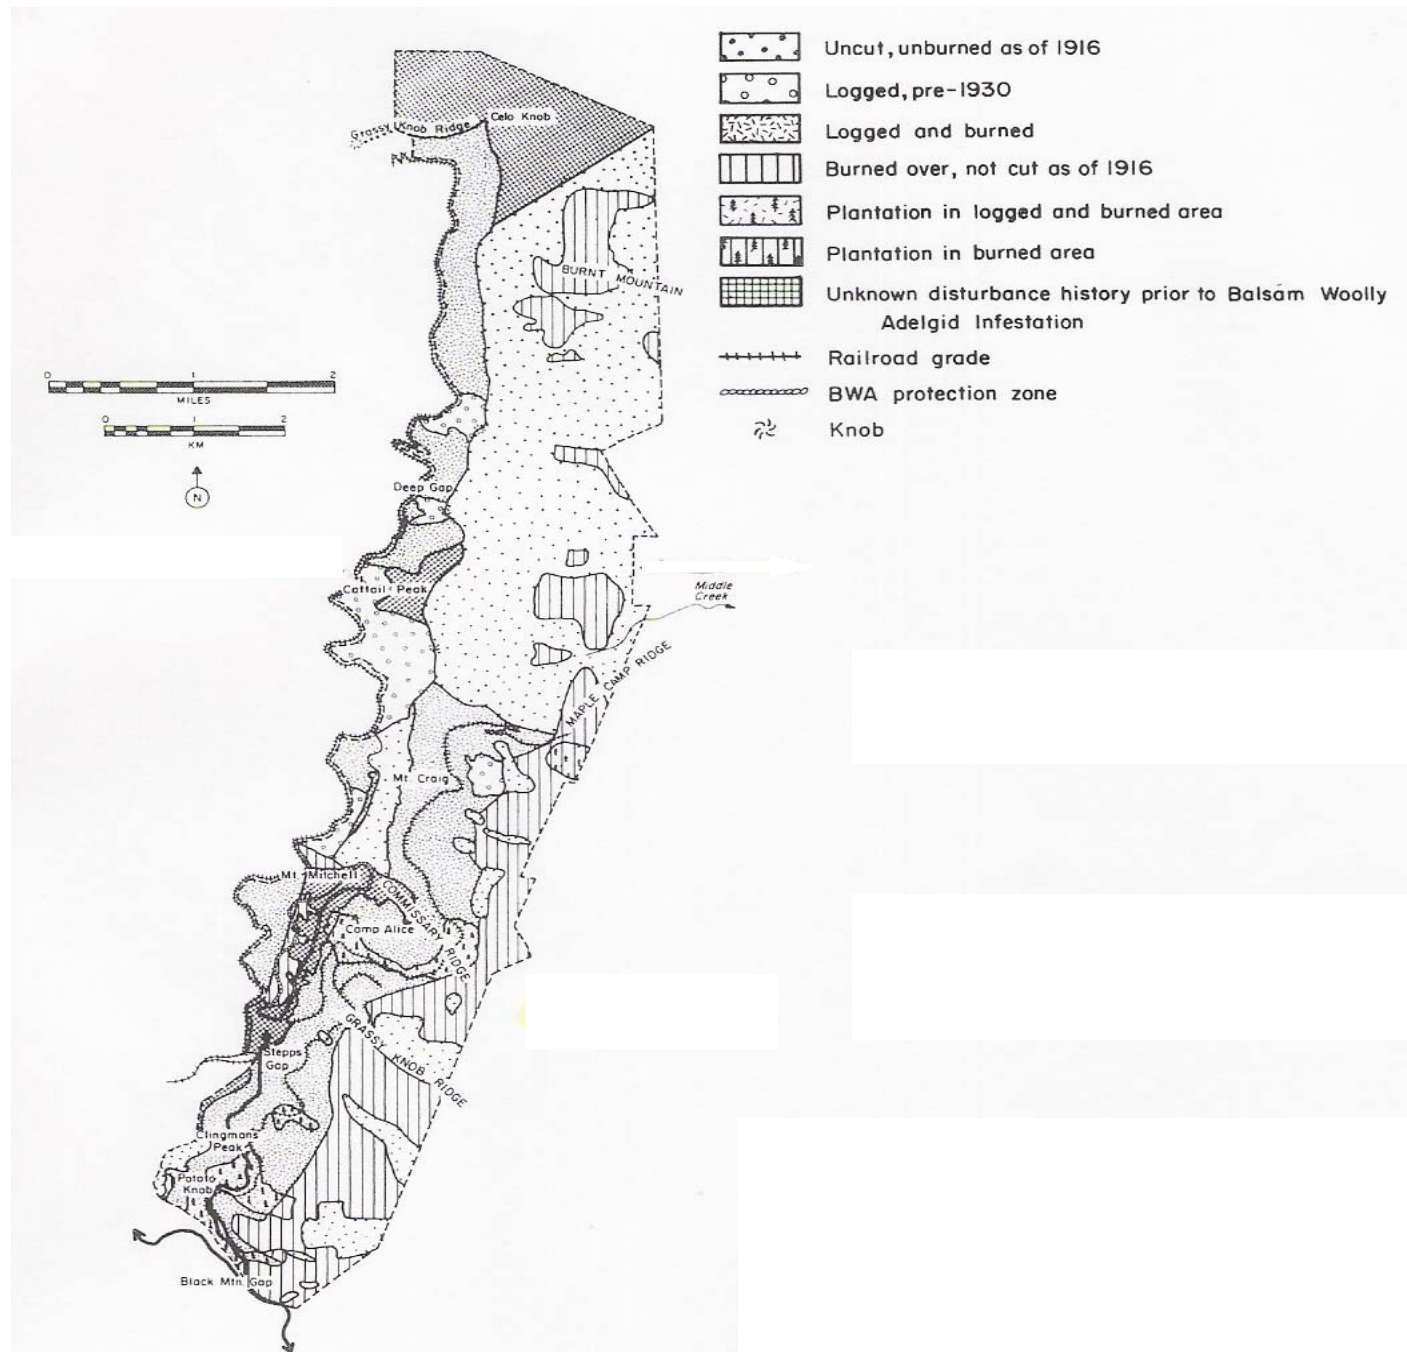 Uncut, unburned as of 1916
Logged, pre-1930
Logged and burned
Burned over, not cut as of 1916
Plantation in logged and burned area
Plantation in burned area
Unknown disturbance history prior to Balsam Woolly
Adelgid Infestation
Railroad grade
BWA protection zone
Knob
Celo Knob
Grassy Knob Ridge
BURNT MOUNTAIN
0 1 2
MILES
0 1 2
KM
N
Deep Gap
Cattail Peak
Middle
Creek
MAPLE CAMP RIDGE
Mt. Craig
Mt. Mitchell
COMMISSARY RIDGE
Camp Alice
GRASSY KNOB RIDGE
Stepps
Gap
Clingmans
Peak
Potato
Knob
Black Mtn. Gap